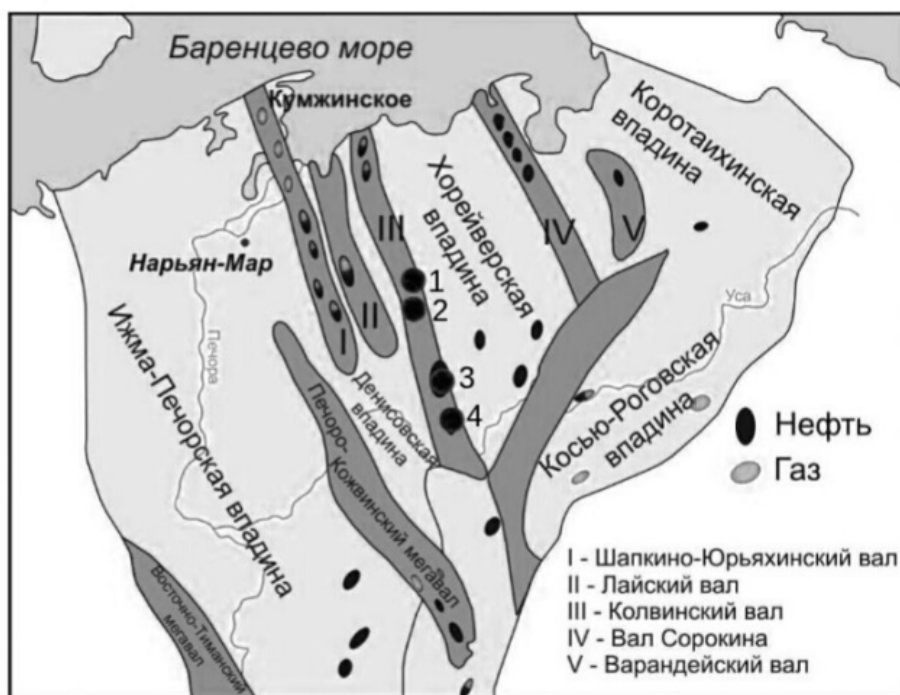 Баренцево море
Кумжинское
Коротаихинская
впадина
Хорейверская
впадина
III
IV
V
Нарьян-Мар
1
2
II
I
Уса
Печора
Ижма-Печорская впадина
Денисовская
впадина
3
4
Косью-Роговская
впадина
Печоро-
Кожвинский мегавал
Восточно-Тиманский
мегавал
Нефть
Газ
I - Шапкино-Юрьяхинский вал
II - Лайский вал
III - Колвинский вал
IV - Вал Сорокина
V - Варандейский вал